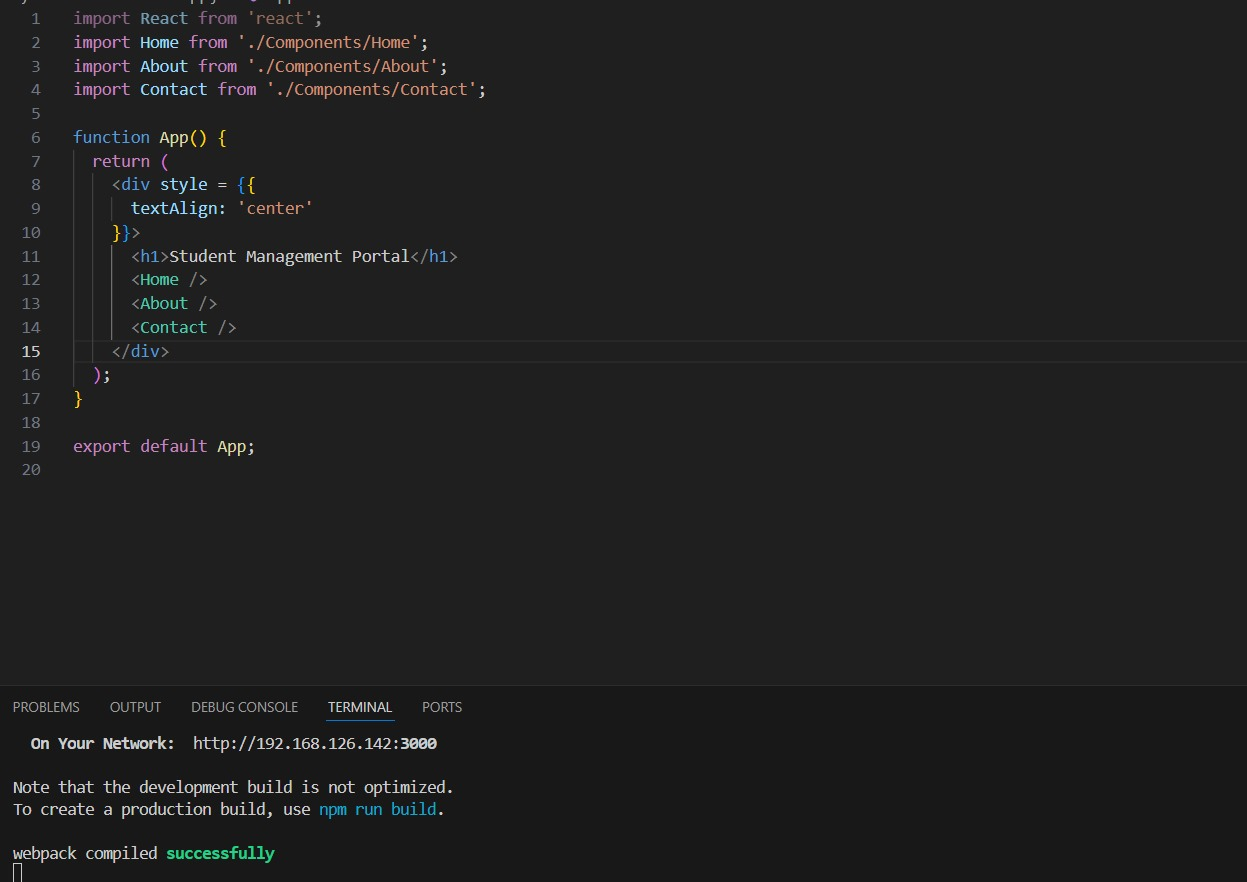 1 import React from 'react';
2 import Home from './Components/Home';
3 import About from './Components/About';
4 import Contact from './Components/Contact';
5
6 function App() {
7   return (
8     <div style = {{
9       textAlign: 'center'
10     }}>
11       <h1>Student Management Portal</h1>
12       <Home />
13       <About />
14       <Contact />
15     </div>
16   );
17 }
18
19 export default App;
20
PROBLEMS OUTPUT DEBUG CONSOLE TERMINAL PORTS
On Your Network:  http://192.168.126.142:3000
Note that the development build is not optimized.
To create a production build, use npm run build.
webpack compiled successfully